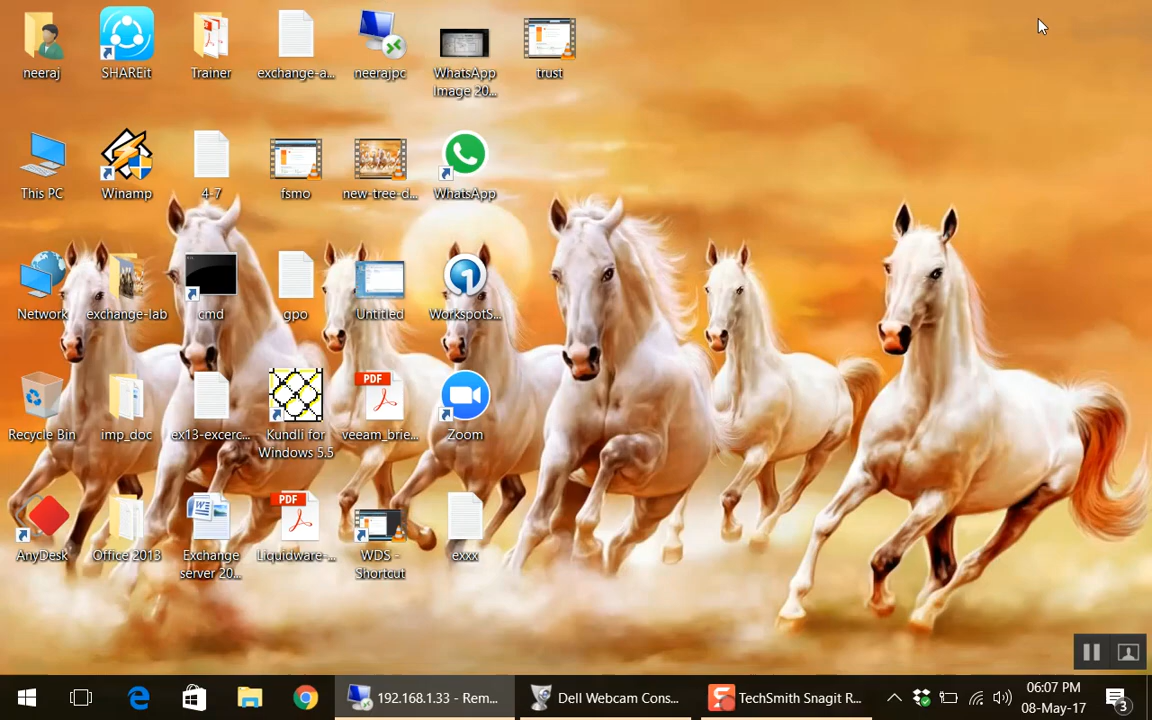 neeraj
SHAREit
Trainer
exchange-a...
neerajpc
WhatsApp
Image 20...
trust
This PC
Winamp
4-7
fsmo
new-tree-d...
WhatsApp
Network
exchange-lab
cmd
gpo
Untitled
WorkspotS...
Recycle Bin
imp_doc
ex13-excerc...
Kundli for
Windows 5.5
PDF
veeam_brie...
Zoom
AnyDesk
Office 2013
Exchange
server 20...
PDF
Liquidware-...
WDS -
Shortcut
exxx
192.168.1.33 - Rem...
Dell Webcam Cons...
TechSmith Snagit R...
06:07 PM
08-May-17
3